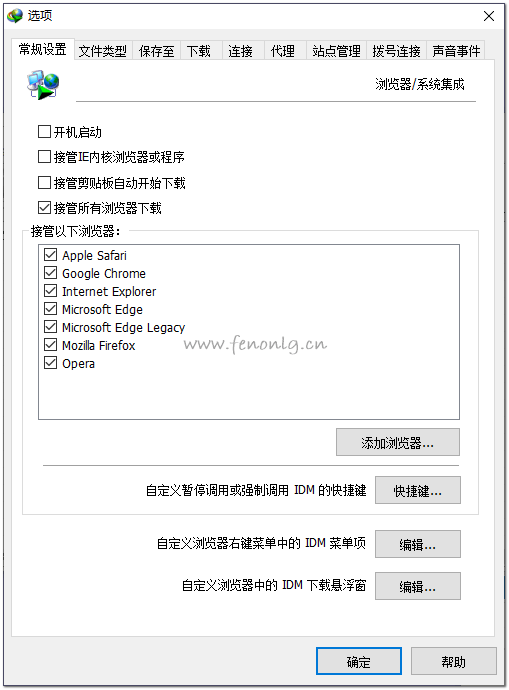 选项
常规设置 文件类型 保存至 下载 连接 代理 站点管理 拨号连接 声音事件
浏览器/系统集成
开机启动
接管IE内核浏览器或程序
接管剪贴板自动开始下载
接管所有浏览器下载
接管以下浏览器：
Apple Safari
Google Chrome
Internet Explorer
Microsoft Edge
Microsoft Edge Legacy
Mozilla Firefox
Opera
www.fenonlg.cn
添加浏览器...
自定义暂停调用或强制调用 IDM 的快捷键 快捷键...
自定义浏览器右键菜单中的 IDM 菜单项 编辑...
自定义浏览器中的 IDM 下载悬浮窗 编辑...
确定 帮助